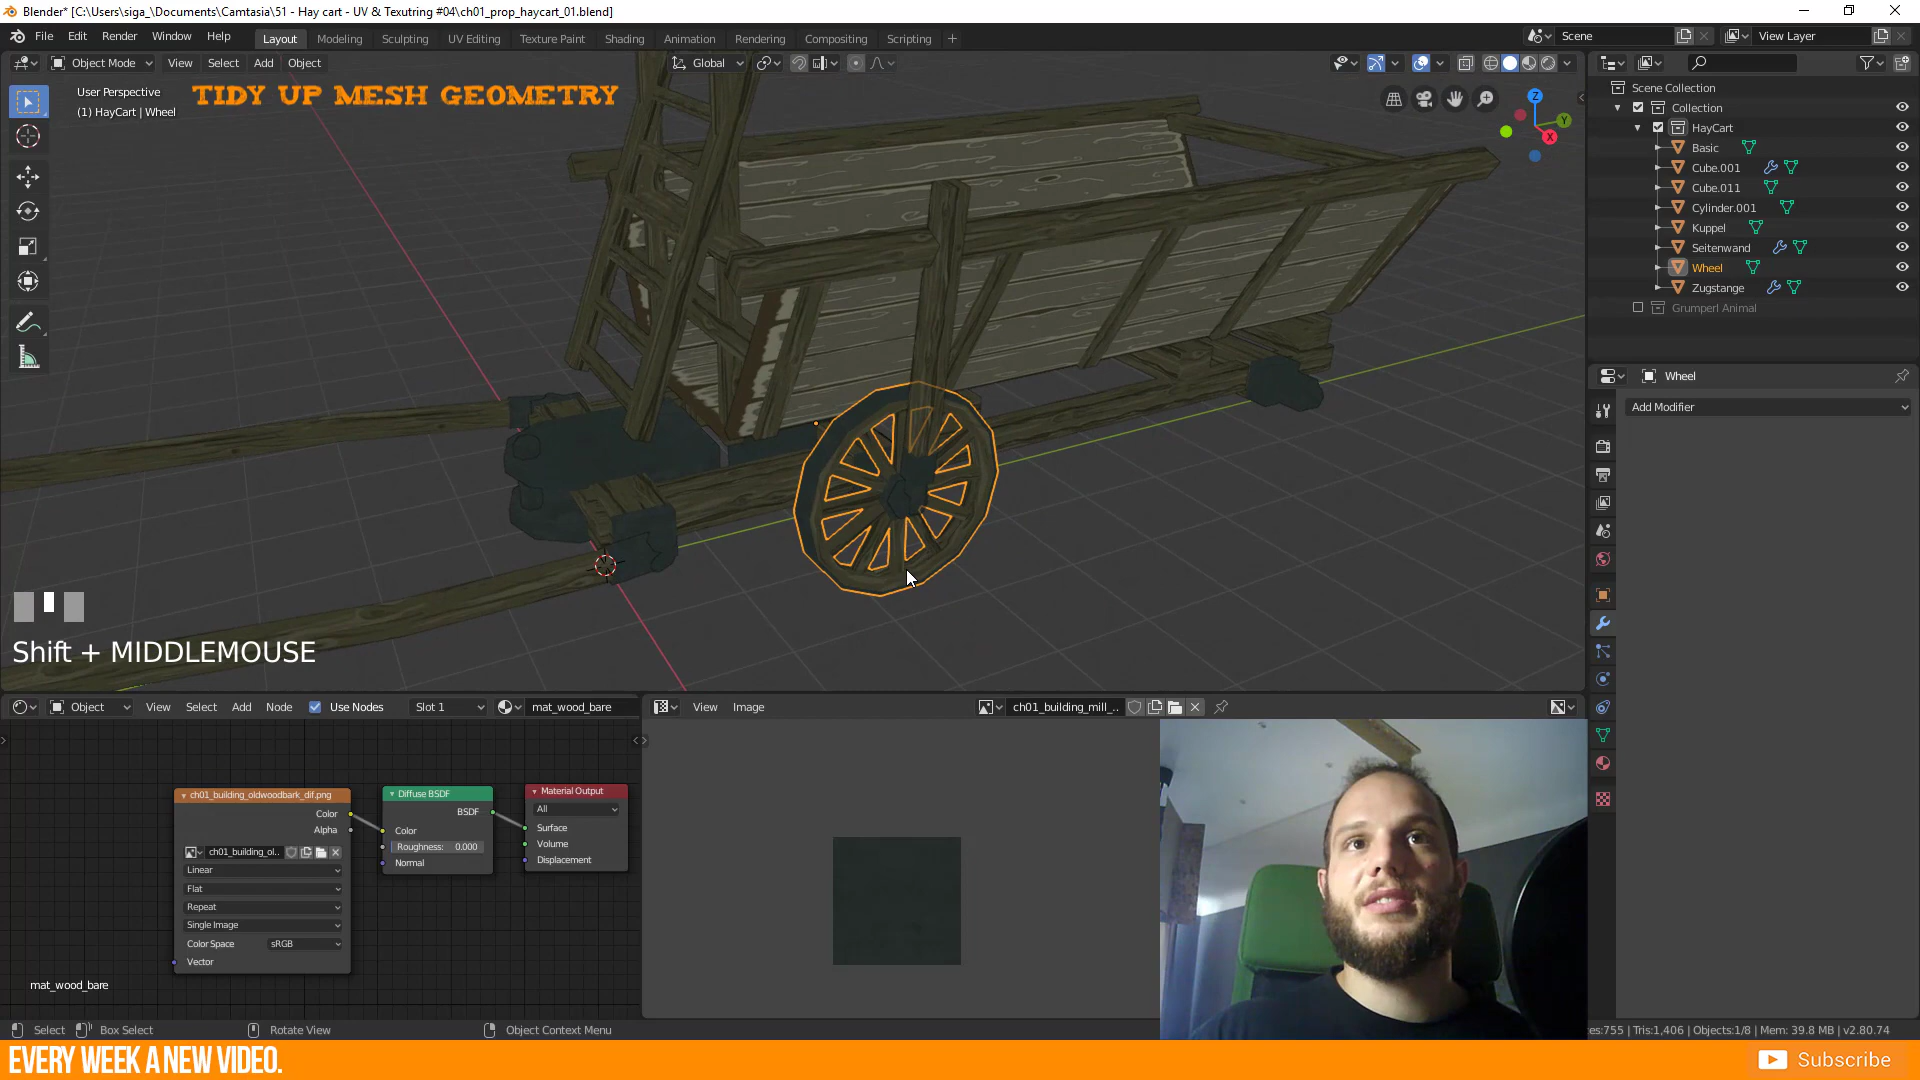 Blender* [C:\Users\siga_\Documents\Camtasia\51 - Hay cart - UV & Texutring #04\ch01_prop_haycart_01.blend]
File Edit Render Window Help Layout Modeling Sculpting UV Editing Texture Paint Shading Animation Rendering Compositing Scripting + Scene View Layer
Object Mode View Select Add Object Global
User Perspective
(1) HayCart | Wheel
TIDY UP MESH GEOMETRY
Z
Y
X
Scene Collection
Collection
HayCart
Basic
Cube.001
Cube.011
Cylinder.001
Kuppel
Seitenwand
Wheel
Zugstange
Grumperl Animal
Wheel
Add Modifier
Shift + MIDDLEMOUSE
Object View Select Add Node Use Nodes Slot 1 mat_wood_bare
View Image ch01_building_mill_..
ch01_building_oldwoodbark_dif.png
Color
Alpha
ch01_building_ol..
Linear
Flat
Repeat
Single Image
Color Space sRGB
Vector
Diffuse BSDF
BSDF
Color
Roughness: 0.000
Normal
Material Output
All
Surface
Volume
Displacement
mat_wood_bare
Select Box Select Rotate View Object Context Menu
es:755 | Tris:1,406 | Objects:1/8 | Mem: 39.8 MB | v2.80.74
EVERY WEEK A NEW VIDEO.
Subscribe